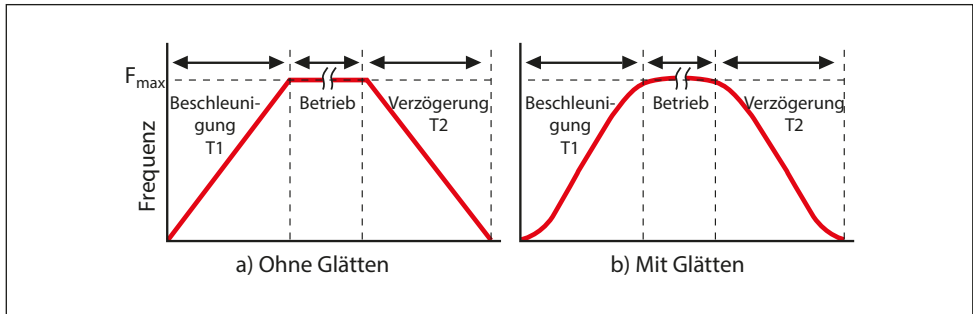 Frequenz
Fmax
Beschleuni-
gung
T1
Betrieb
Verzögerung
T2
a) Ohne Glätten
Beschleuni-
gung
T1
Betrieb
Verzögerung
T2
b) Mit Glätten